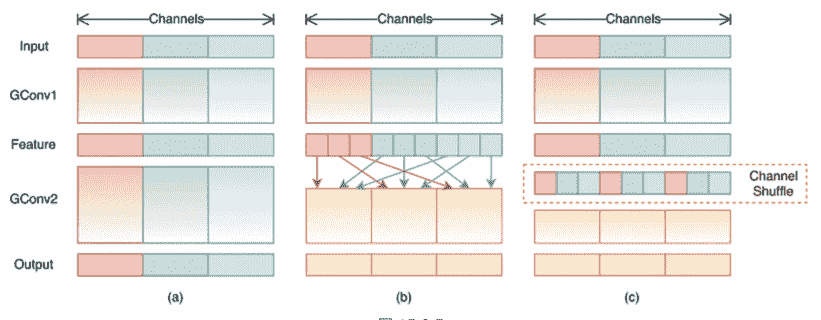 Channels Channels Channels
Input
GConv1
Feature
Channel
Shuffle
GConv2
Output
(a) (b) (c)